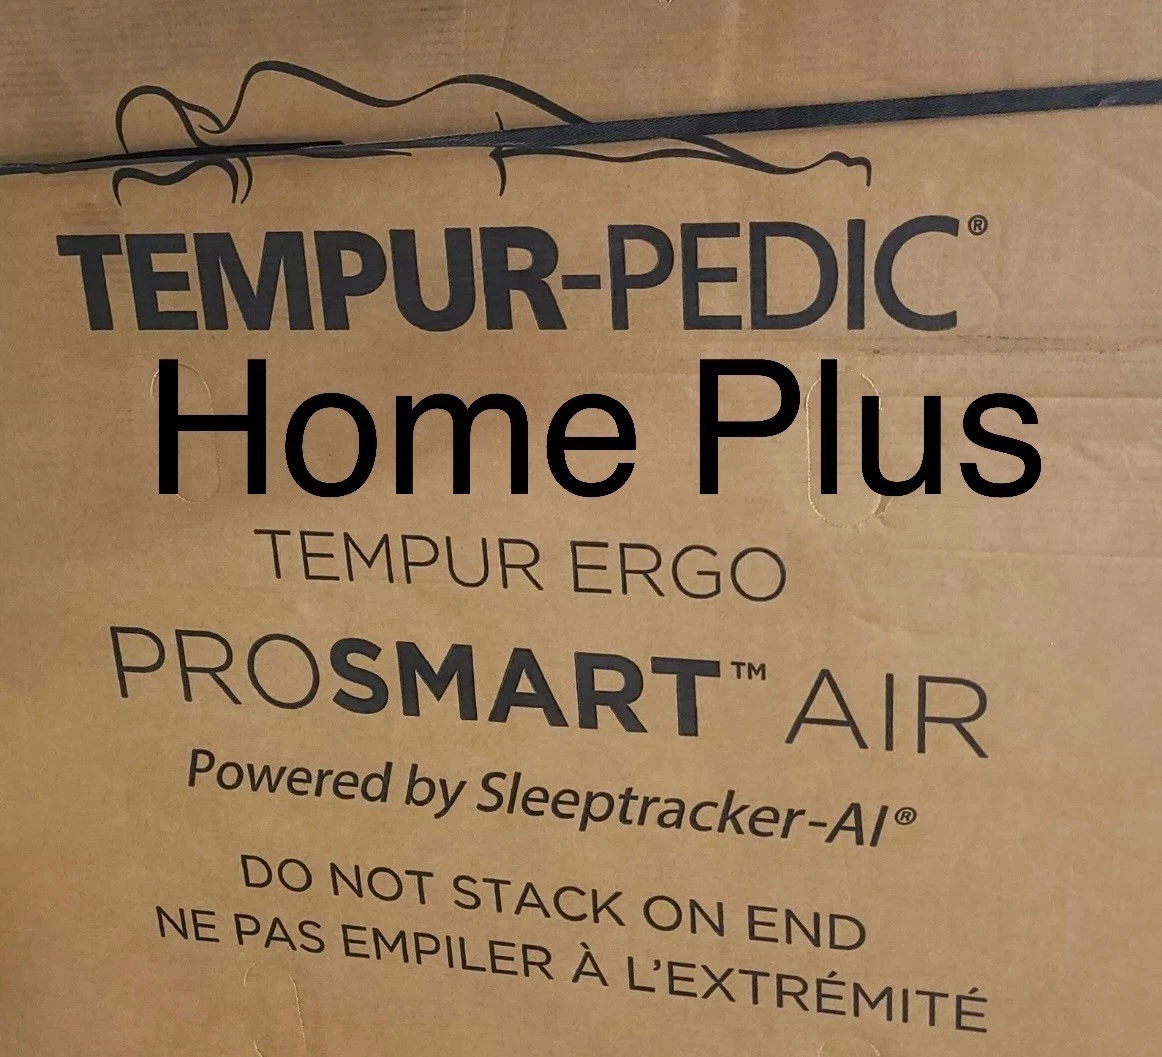 TEMPUR-PEDIC®
Home Plus
TEMPUR ERGO
PROSMART™ AIR
Powered by Sleeptracker-AI®
DO NOT STACK ON END
NE PAS EMPILER À L'EXTRÉMITÉ